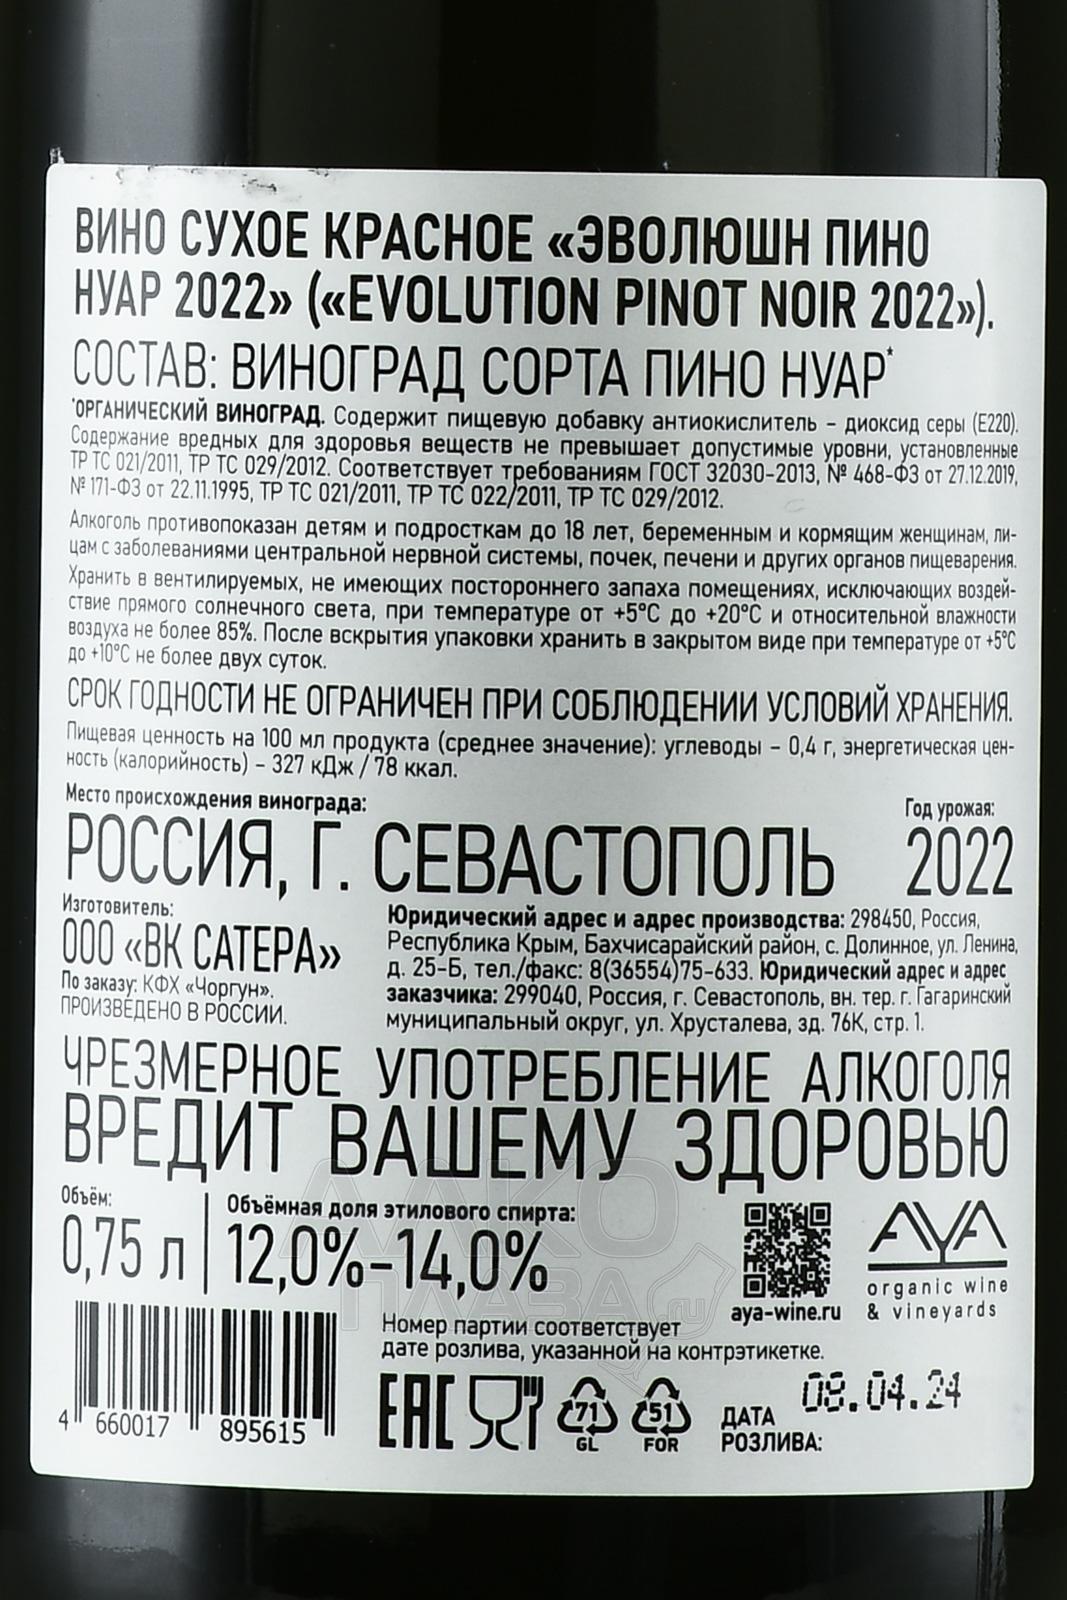 ВИНО СУХОЕ КРАСНОЕ «ЭВОЛЮШН ПИНО
НУАР 2022» («EVOLUTION PINOT NOIR 2022»).
СОСТАВ: ВИНОГРАД СОРТА ПИНО НУАР*
*ОРГАНИЧЕСКИЙ ВИНОГРАД. Содержит пищевую добавку антиокислитель – диоксид серы (Е220).
Содержание вредных для здоровья веществ не превышает допустимые уровни, установленные
ТР ТС 021/2011, ТР ТС 029/2012. Соответствует требованиям ГОСТ 32030-2013, № 468-ФЗ от 27.12.2019,
№ 171-ФЗ от 22.11.1995, ТР ТС 021/2011, ТР ТС 022/2011, ТР ТС 029/2012.
Алкоголь противопоказан детям и подросткам до 18 лет, беременным и кормящим женщинам, ли-
цам с заболеваниями центральной нервной системы, почек, печени и других органов пищеварения.
Хранить в вентилируемых, не имеющих постороннего запаха помещениях, исключающих воздей-
ствие прямого солнечного света, при температуре от +5°С до +20°С и относительной влажности
воздуха не более 85%. После вскрытия упаковки хранить в закрытом виде при температуре от +5°С
до +10°С не более двух суток.
СРОК ГОДНОСТИ НЕ ОГРАНИЧЕН ПРИ СОБЛЮДЕНИИ УСЛОВИЙ ХРАНЕНИЯ.
Пищевая ценность на 100 мл продукта (среднее значение): углеводы – 0,4 г, энергетическая цен-
ность (калорийность) – 327 кДж / 78 ккал.
Место происхождения винограда:
РОССИЯ, Г. СЕВАСТОПОЛЬ
Год урожая:
2022
Изготовитель:
ООО «ВК САТЕРА»
По заказу: КФХ «Чоргун».
ПРОИЗВЕДЕНО В РОССИИ.
Юридический адрес и адрес производства: 298450, Россия,
Республика Крым, Бахчисарайский район, с. Долинное, ул. Ленина,
д. 25-Б, тел./факс: 8(36554)75-633. Юридический адрес и адрес
заказчика: 299040, Россия, г. Севастополь, вн. тер. г. Гагаринский
муниципальный округ, ул. Хрусталева, зд. 76К, стр. 1.
ЧРЕЗМЕРНОЕ УПОТРЕБЛЕНИЕ АЛКОГОЛЯ
ВРЕДИТ ВАШЕМУ ЗДОРОВЬЮ
Объём:
0,75 л
Объёмная доля этилового спирта:
12,0%-14,0%
aya-wine.ru
AYA
organic wine
& vineyards
АЛКО
ПЛАЗА.ru
Номер партии соответствует
дате розлива, указанной на контрэтикетке.
4 660017 895615
EAC
71
GL
51
FOR
ДАТА
РОЗЛИВА:
08.04.24